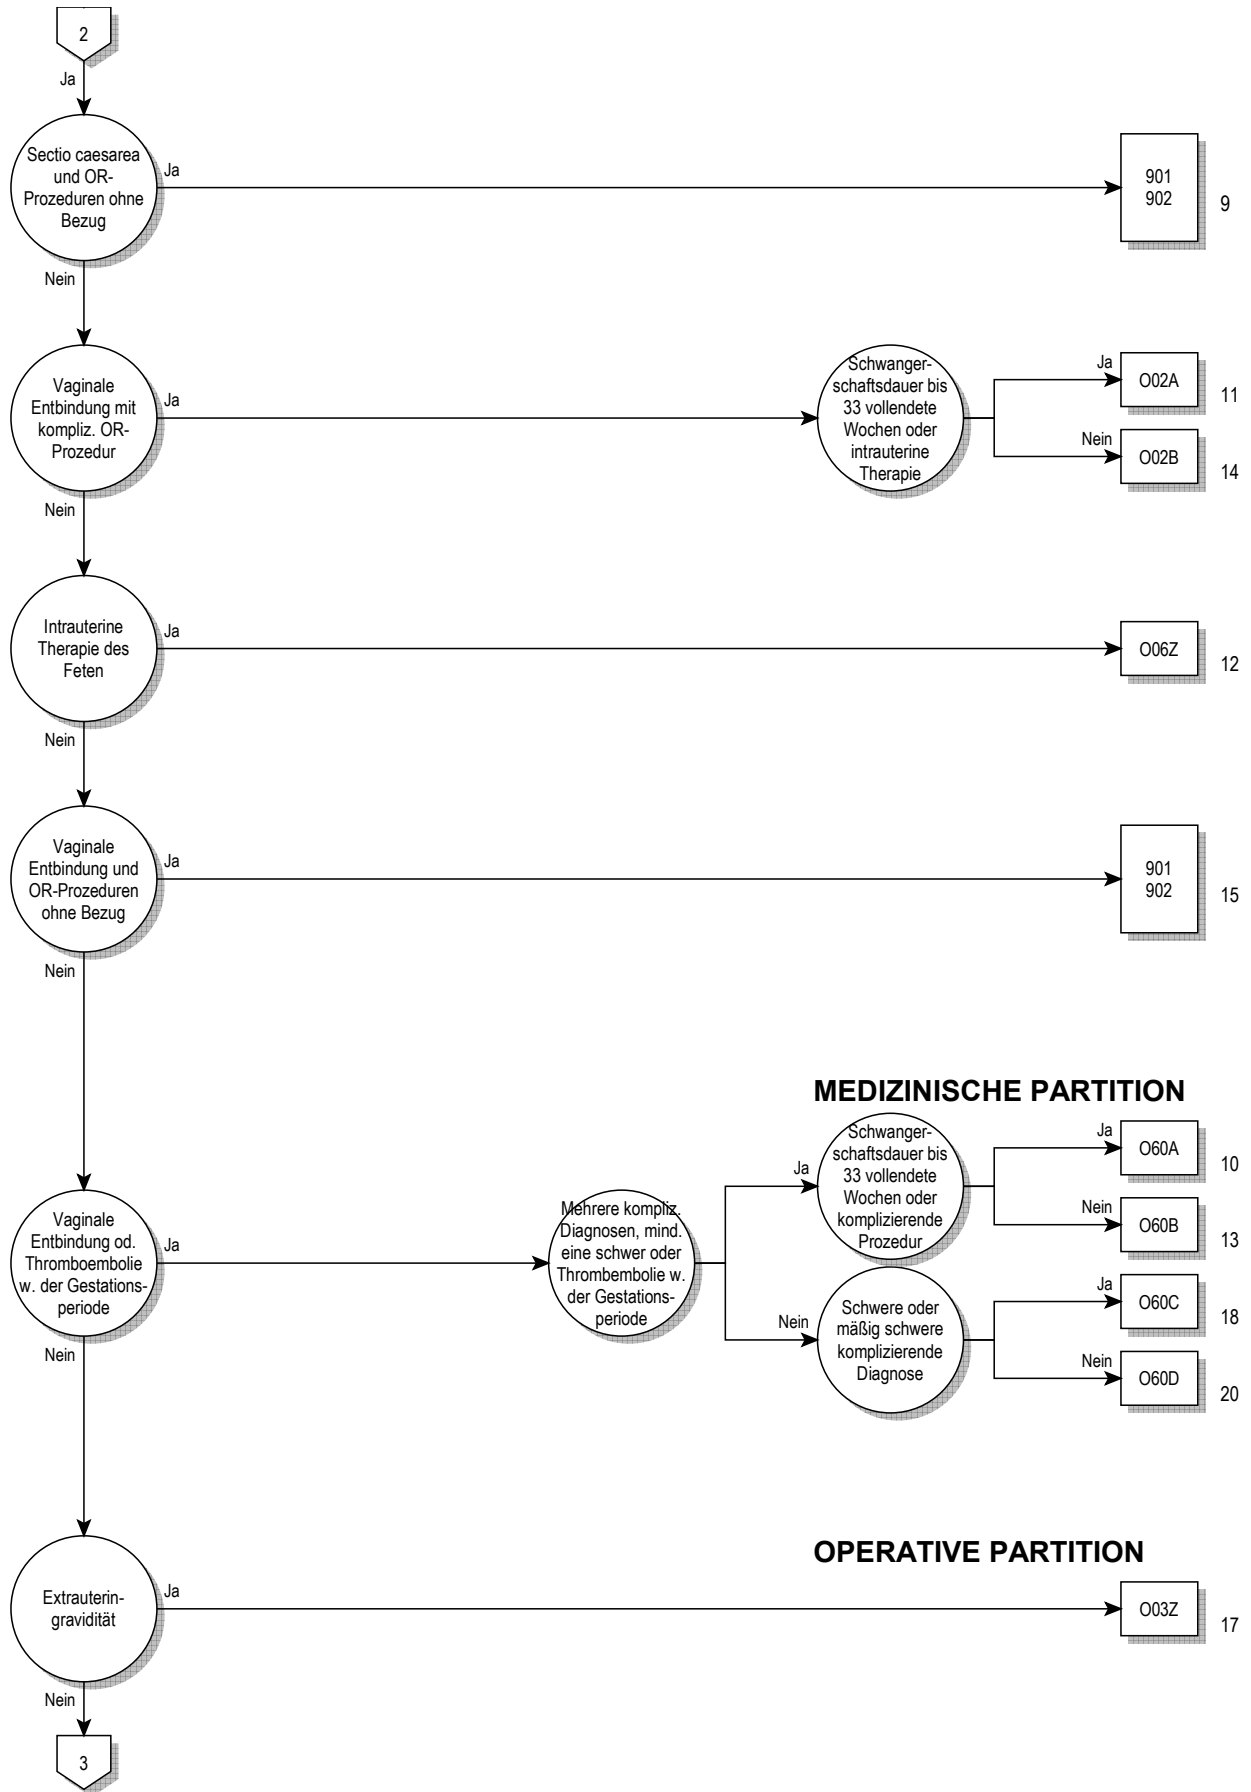 2
Ja
Sectio caesarea
und OR-
Prozeduren ohne
Bezug
Ja
901
902
9
Nein
Vaginale
Entbindung mit
kompliz. OR-
Prozedur
Ja
Schwanger-
schaftsdauer bis
33 vollendete
Wochen oder
intrauterine
Therapie
Ja
O02A
11
Nein
O02B
14
Nein
Intrauterine
Therapie des
Feten
Ja
O06Z
12
Nein
Vaginale
Entbindung und
OR-Prozeduren
ohne Bezug
Ja
901
902
15
Nein
MEDIZINISCHE PARTITION
Vaginale
Entbindung od.
Thromboembolie
w. der Gestations-
periode
Ja
Mehrere kompliz.
Diagnosen, mind.
eine schwer oder
Thrombembolie w.
der Gestations-
periode
Ja
Schwanger-
schaftsdauer bis
33 vollendete
Wochen oder
komplizierende
Prozedur
Ja
O60A
10
Nein
O60B
13
Nein
Schwere oder
mäßig schwere
komplizierende
Diagnose
Ja
O60C
18
Nein
O60D
20
Nein
OPERATIVE PARTITION
Extrauterin-
gravidität
Ja
O03Z
17
Nein
3